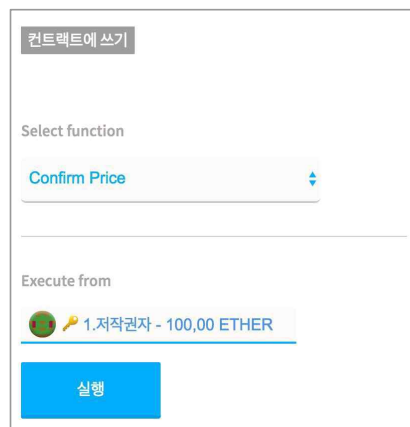 컨트랙트에 쓰기
Select function
Confirm Price
Execute from
1.저작권자 - 100,00 ETHER
실행